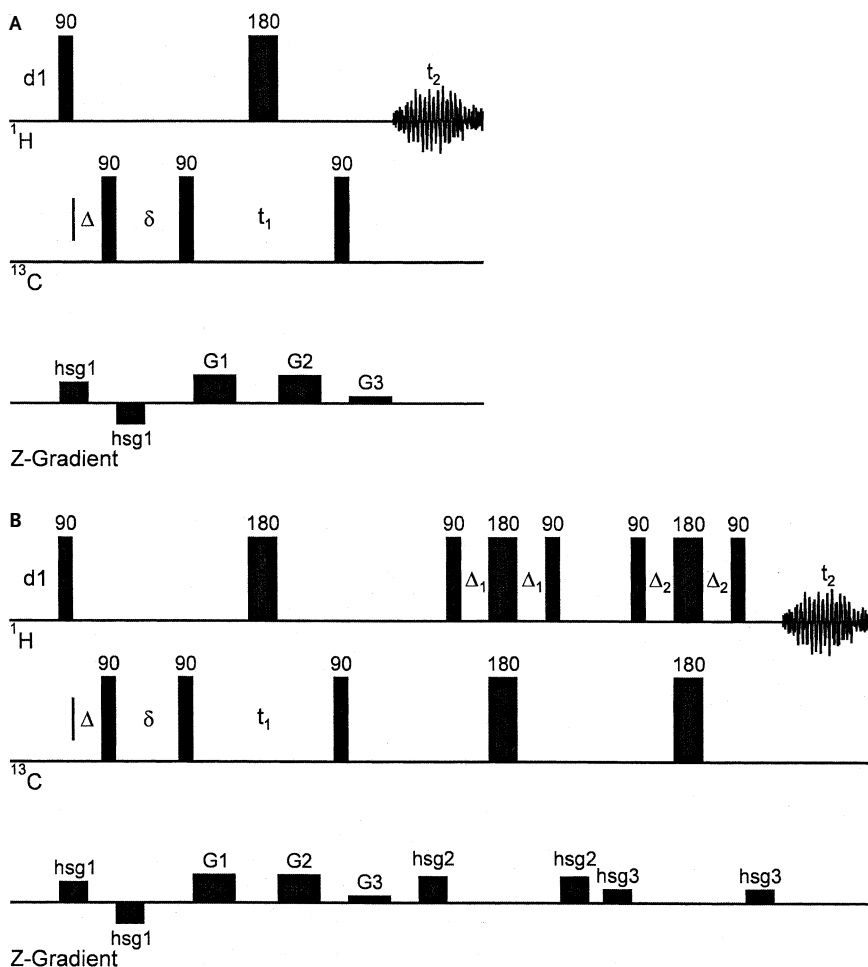 A
90 180
d1
t2
1H
90 90 90
Δ δ t1
13C
hsg1 G1 G2 G3
hsg1
Z-Gradient
B
90 180 90 180 90 90 180 90
d1 Δ1 Δ1 Δ2 Δ2 t2
1H
90 90 90 180 180
Δ δ t1
13C
hsg1 G1 G2 G3 hsg2 hsg2 hsg3 hsg3
hsg1
Z-Gradient